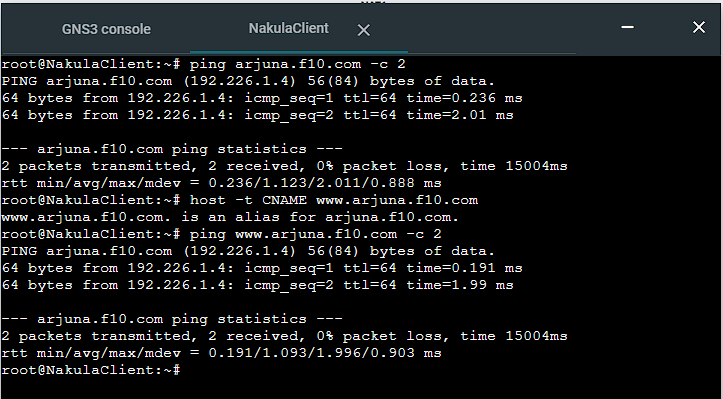 GNS3 console NakulaClient
root@NakulaClient:~# ping arjuna.f10.com -c 2
PING arjuna.f10.com (192.226.1.4) 56(84) bytes of data.
64 bytes from 192.226.1.4: icmp_seq=1 ttl=64 time=0.236 ms
64 bytes from 192.226.1.4: icmp_seq=2 ttl=64 time=2.01 ms
--- arjuna.f10.com ping statistics ---
2 packets transmitted, 2 received, 0% packet loss, time 15004ms
rtt min/avg/max/mdev = 0.236/1.123/2.011/0.888 ms
root@NakulaClient:~# host -t CNAME www.arjuna.f10.com
www.arjuna.f10.com. is an alias for arjuna.f10.com.
root@NakulaClient:~# ping www.arjuna.f10.com -c 2
PING arjuna.f10.com (192.226.1.4) 56(84) bytes of data.
64 bytes from 192.226.1.4: icmp_seq=1 ttl=64 time=0.191 ms
64 bytes from 192.226.1.4: icmp_seq=2 ttl=64 time=1.99 ms
--- arjuna.f10.com ping statistics ---
2 packets transmitted, 2 received, 0% packet loss, time 15004ms
rtt min/avg/max/mdev = 0.191/1.093/1.996/0.903 ms
root@NakulaClient:~#